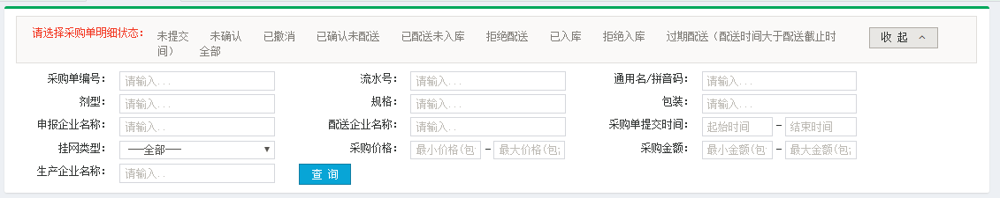 请选择采购单明细状态： 未提交 未确认 已撤消 已确认未配送 已配送未入库 拒绝配送 已入库 拒绝入库 过期配送（配送时间大于配送截止时
间） 全部
收 起
采购单编号： 请输入... 流水号： 请输入... 通用名/拼音码： 请输入...
剂型： 请输入... 规格： 请输入... 包装： 请输入...
申报企业名称： 请输入.. 配送企业名称： 请输入.. 采购单提交时间： 起始时间 - 结束时间
挂网类型： ——全部—— 采购价格： 最小价格(包 - 最大价格(包 采购金额： 最小金额(包 - 最大金额(包
生产企业名称： 请输入.. 查 询